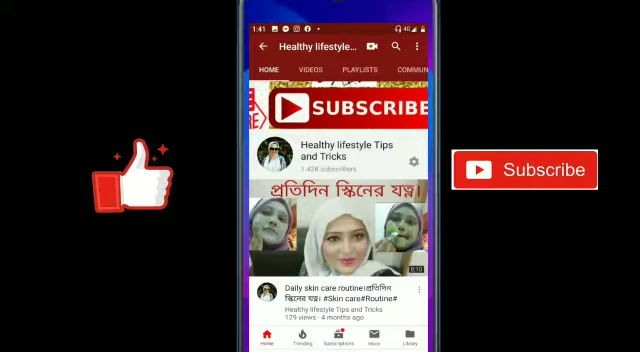 1:41
4G
Healthy lifestyle...
HOME VIDEOS PLAYLISTS COMMUN
SUBSCRIBE
Healthy lifestyle Tips
and Tricks
1.42K subscribers
Subscribe
প্রতিদিন স্কিনের যত্ন।
8:10
Daily skin care routine।প্রতিদিন
স্কিনের যত্ন। #Skin care#Routine#
Healthy lifestyle Tips and Tricks
129 views · 4 months ago
Home Trending Subscriptions Inbox Library